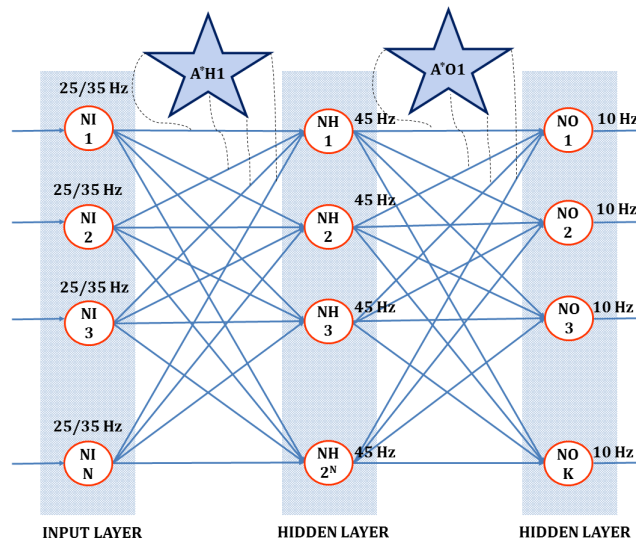 A*H1
A*O1
25/35 Hz
45 Hz
10 Hz
NI
1
NH
1
NO
1
25/35 Hz
45 Hz
10 Hz
NI
2
NH
2
NO
2
25/35 Hz
45 Hz
10 Hz
NI
3
NH
3
NO
3
25/35 Hz
45 Hz
10 Hz
NI
N
NH
2ᴺ
NO
K
INPUT LAYER
HIDDEN LAYER
HIDDEN LAYER